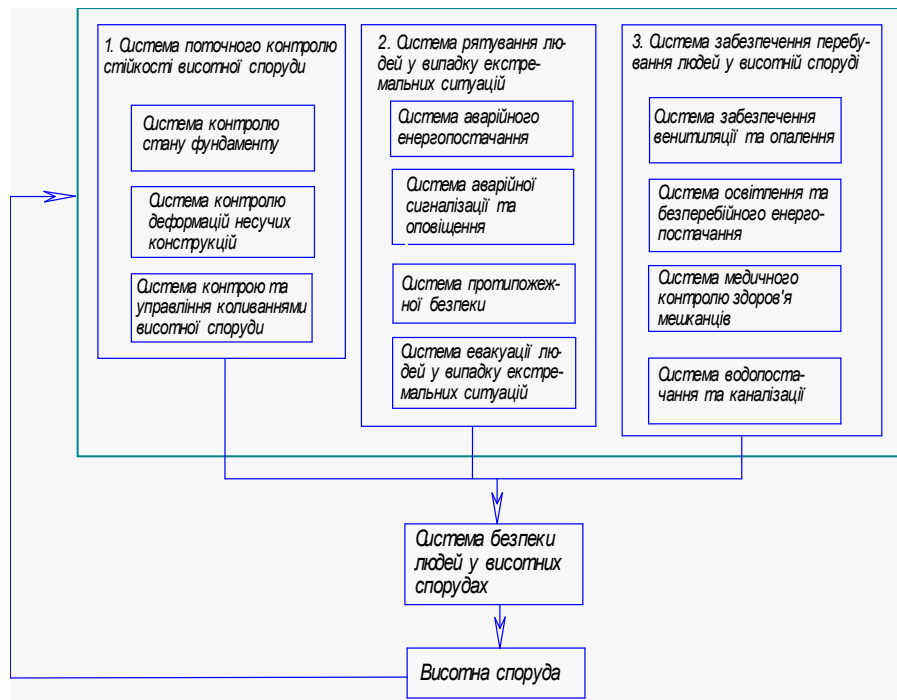 1. Система поточного контролю
стійкості висотної споруди
Система контролю
стану фундаменту
Система контролю
деформацій несучих
конструкцій
Система контрою та
управління коливаннями
висотної споруди
2. Система рятування лю-
дей у випадку екстре-
мальних ситуацій
Система аварійного
енергопостачання
Система аварійної
сигналізації та
оповіщення
Система протипожеж-
ної безпеки
Система евакуації лю-
дей у випадку екстре-
мальних ситуацій
3. Система забезпечення перебу-
вання людей у висотній споруді
Система забезпечення
венитиляції та опалення
Система освітлення та
безперебійного енерго-
постачання
Система медичного
контролю здоров'я
мешканців
Система водопоста-
чання та каналізації
Система безпеки
людей у висотних
спорудах
Висотна споруда